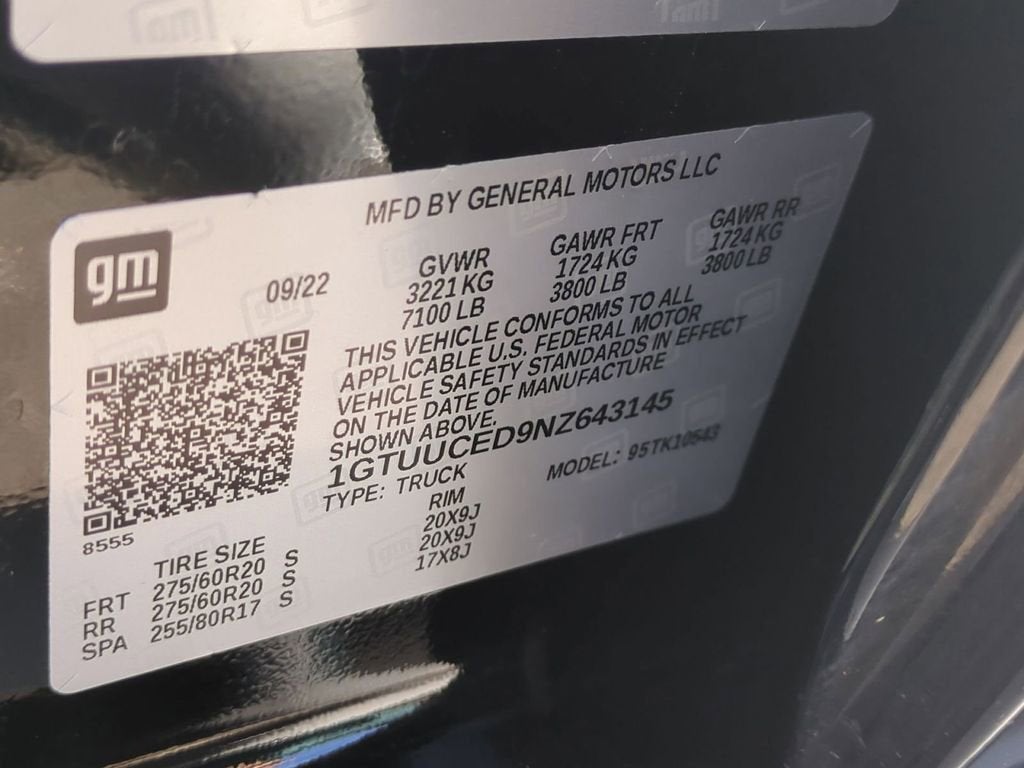 MFD BY GENERAL MOTORS LLC
gm
09/22
GVWR
3221 KG
7100 LB
GAWR FRT
1724 KG
3800 LB
GAWR RR
1724 KG
3800 LB
THIS VEHICLE CONFORMS TO ALL
APPLICABLE U.S. FEDERAL MOTOR
VEHICLE SAFETY STANDARDS IN EFFECT
ON THE DATE OF MANUFACTURE
SHOWN ABOVE.
1GTUUCED9NZ643145
TYPE: TRUCK
MODEL: 95TK10543
8555
TIRE SIZE RIM
FRT 275/60R20 S 20X9J
RR 275/60R20 S 20X9J
SPA 255/80R17 S 17X8J